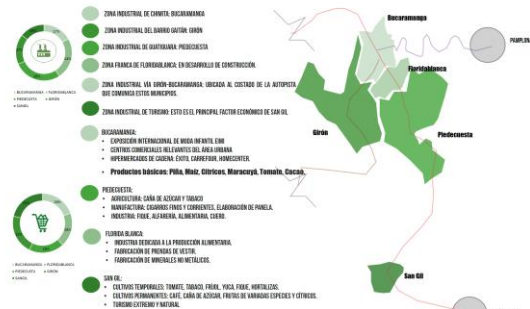 ZONA INDUSTRIAL DE CHIMITA: BUCARAMANGA
ZONA INDUSTRIAL DEL BARRIO GAITÁN: GIRÓN
ZONA INDUSTRIAL DE GUATIGUARA: PIEDECUESTA
ZONA FRANCA DE FLORIDABLANCA: EN DESARROLLO DE CONSTRUCCIÓN.
ZONA INDUSTRIAL VÍA GIRÓN-BUCARAMANGA: UBICADA AL COSTADO DE LA AUTOPISTA
QUE COMUNICA ESTOS MUNICIPIOS.
ZONA INDUSTRIAL DE TURISMO: ESTO ES EL PRINCIPAL FACTOR ECONÓMICO DE SAN GIL
BUCARAMANGA:
• EXPOSICIÓN INTERNACIONAL DE MODA INFANTIL EIMI
• CENTROS COMERCIALES RELEVANTES DEL ÁREA URBANA
• HIPERMERCADOS DE CADENA: ÉXITO, CARREFOUR, HOMECENTER.
• Productos básicos: Piña, Maíz, Cítricos, Maracuyá, Tomate, Cacao.
PIEDECUESTA:
• AGRICULTURA: CAÑA DE AZÚCAR Y TABACO
• MANUFACTURA: CIGARROS FINOS Y CORRIENTES, ELABORACIÓN DE PANELA.
• INDUSTRIA: FIQUE, ALFARERÍA, ALIMENTARIA, CUERO.
FLORIDA BLANCA:
• INDUSTRIA DEDICADA A LA PRODUCCIÓN ALIMENTARIA.
• FABRICACIÓN DE PRENDAS DE VESTIR.
• FABRICACIÓN DE MINERALES NO METÁLICOS.
SAN GIL:
• CULTIVOS TEMPORALES: TOMATE, TABACO, FRÍJOL, YUCA, FIQUE, HORTALIZAS.
• CULTIVOS PERMANENTES: CAFÉ, CAÑA DE AZÚCAR, FRUTAS DE VARIADAS ESPECIES Y CÍTRICOS.
• TURISMO EXTREMO Y NATURAL
BUCARAMANGA FLORIDABLANCA
PIEDECUESTA GIRÓN
SANGIL
BUCARAMANGA FLORIDABLANCA
PIEDECUESTA GIRÓN
SANGIL
Bucaramanga
PAMPLONA
Floridablanca
Girón
Piedecuesta
San Gil